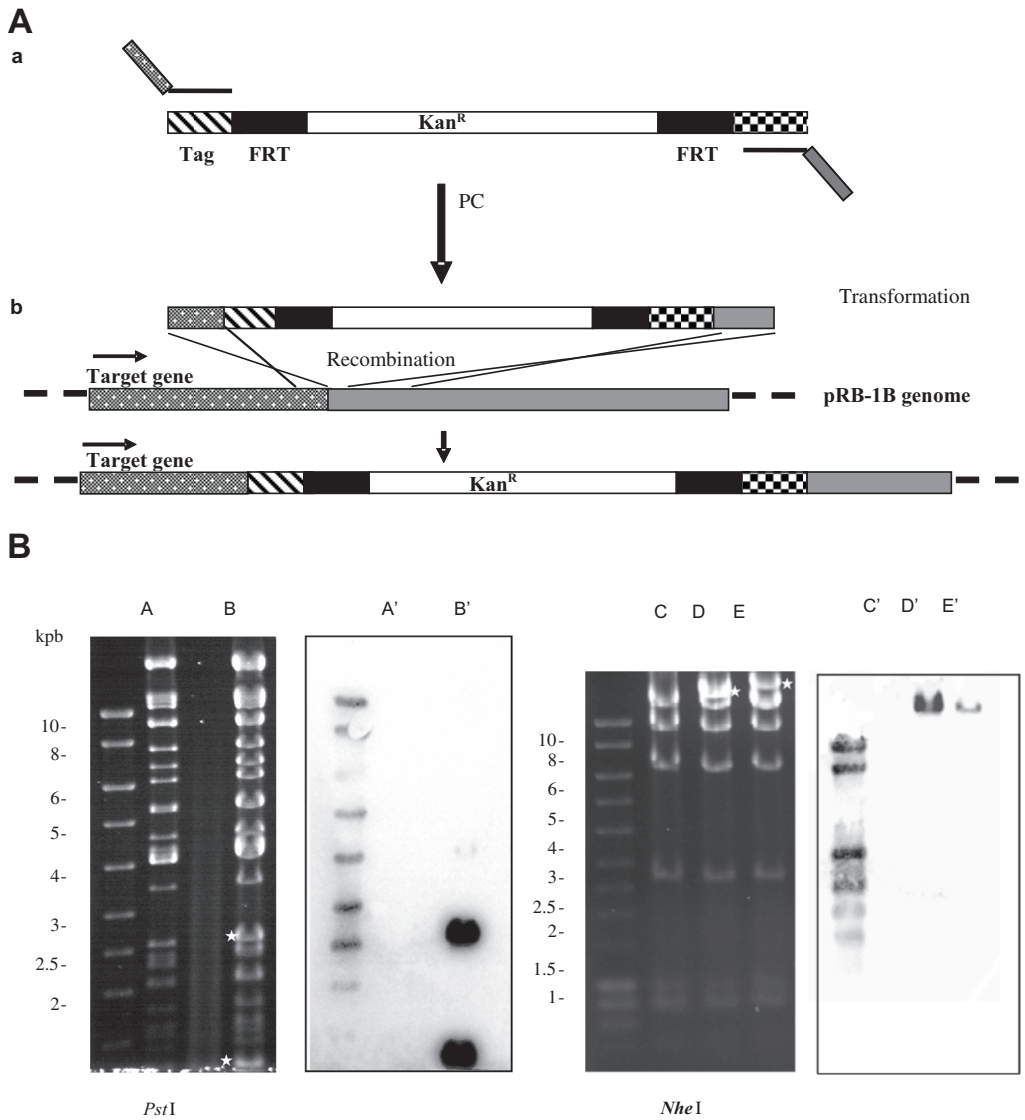 A
a
Kan^R
Tag FRT FRT
PC
b
Transformation
Recombination
Target gene
pRB-1B genome
Target gene
Kan^R
B
A B A' B' C D E C' D' E'
kpb
10-
8-
6-
5-
4-
3-
2.5-
2-
10-
8-
6-
5-
4-
3-
2.5-
2-
1.5-
1-
PstI NheI